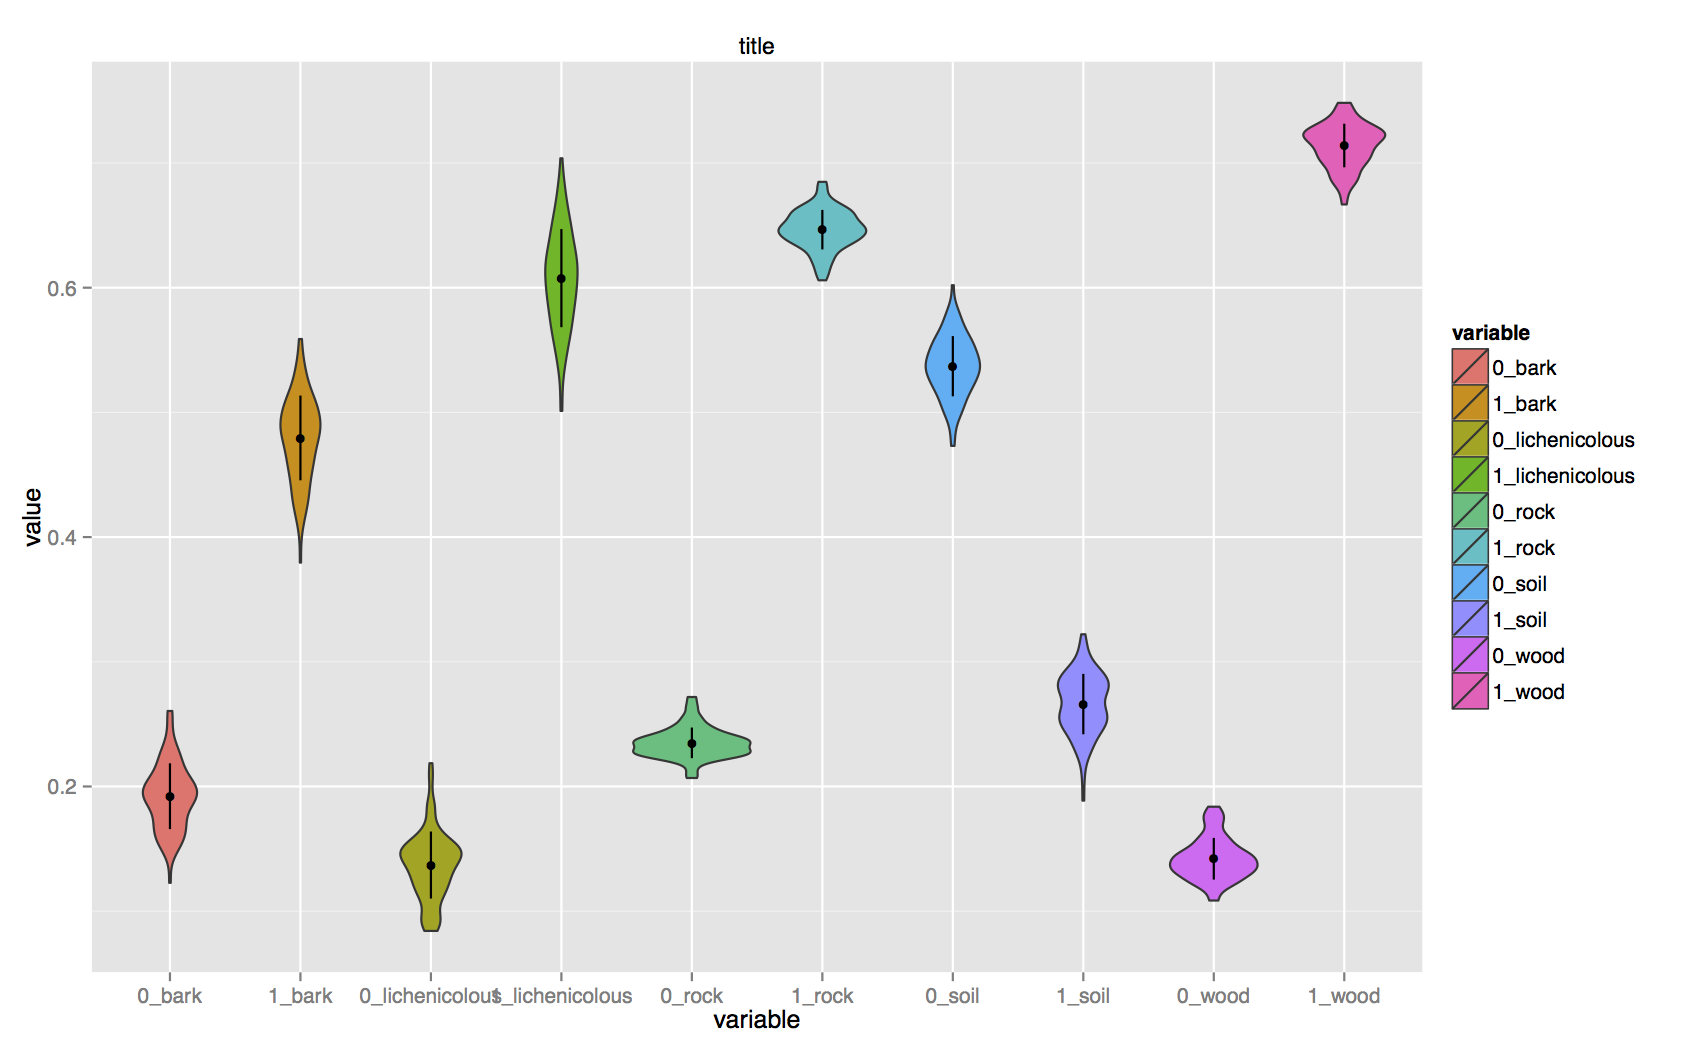 title
value
0.6
0.4
0.2
0_bark
1_bark
0_lichenicolous
1_lichenicolous
0_rock
1_rock
0_soil
1_soil
0_wood
1_wood
variable
variable
0_bark
1_bark
0_lichenicolous
1_lichenicolous
0_rock
1_rock
0_soil
1_soil
0_wood
1_wood